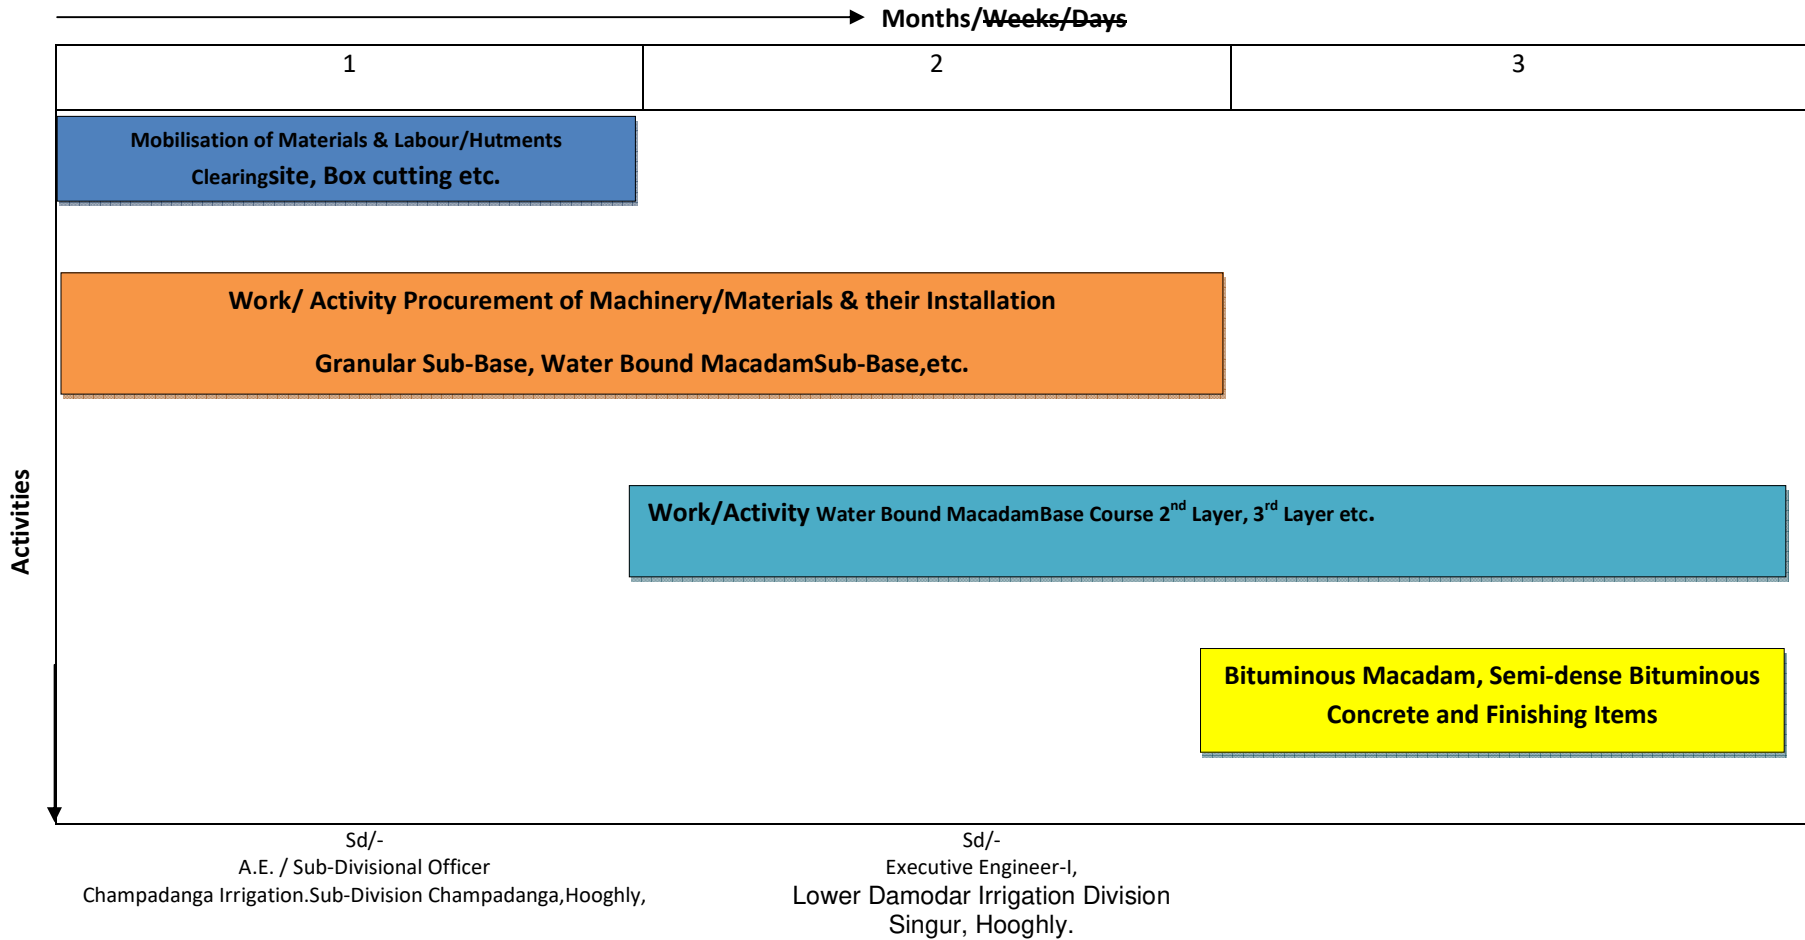 Months/Weeks/Days
1
2
3
Mobilisation of Materials & Labour/Hutments
Clearingsite, Box cutting etc.
Work/ Activity Procurement of Machinery/Materials & their Installation
Granular Sub-Base, Water Bound MacadamSub-Base,etc.
Activities
Work/Activity Water Bound MacadamBase Course 2nd Layer, 3rd Layer etc.
Bituminous Macadam, Semi-dense Bituminous
Concrete and Finishing Items
Sd/-
A.E. / Sub-Divisional Officer
Champadanga Irrigation.Sub-Division Champadanga,Hooghly,
Sd/-
Executive Engineer-I,
Lower Damodar Irrigation Division
Singur, Hooghly.